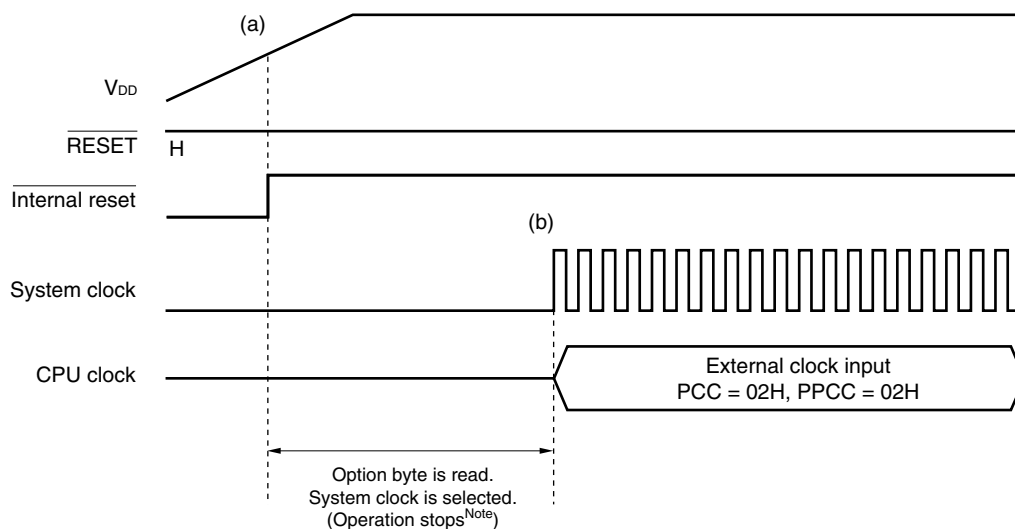 (a)
VDD
RESET
H
Internal reset
(b)
System clock
CPU clock
External clock input
PCC = 02H, PPCC = 02H
Option byte is read.
System clock is selected.
(Operation stopsNote)